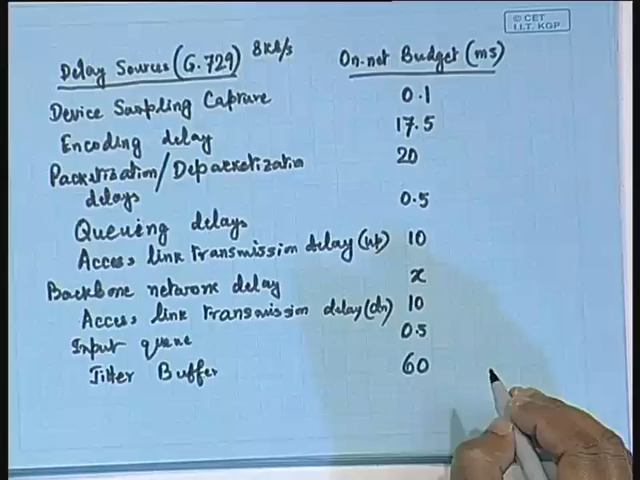 © CET
I.I.T. KGP
Delay Sources (G.729) 8Kb/s On-net Budget (ms)
Device Sampling Capture 0.1
Encoding delay 17.5
Packetization/Depacketization 20
delays
Queuing delays 0.5
Access link transmission delay (up) 10
Backbone network delay x
Access link transmission delay (dn) 10
Input queue 0.5
Jitter Buffer 60